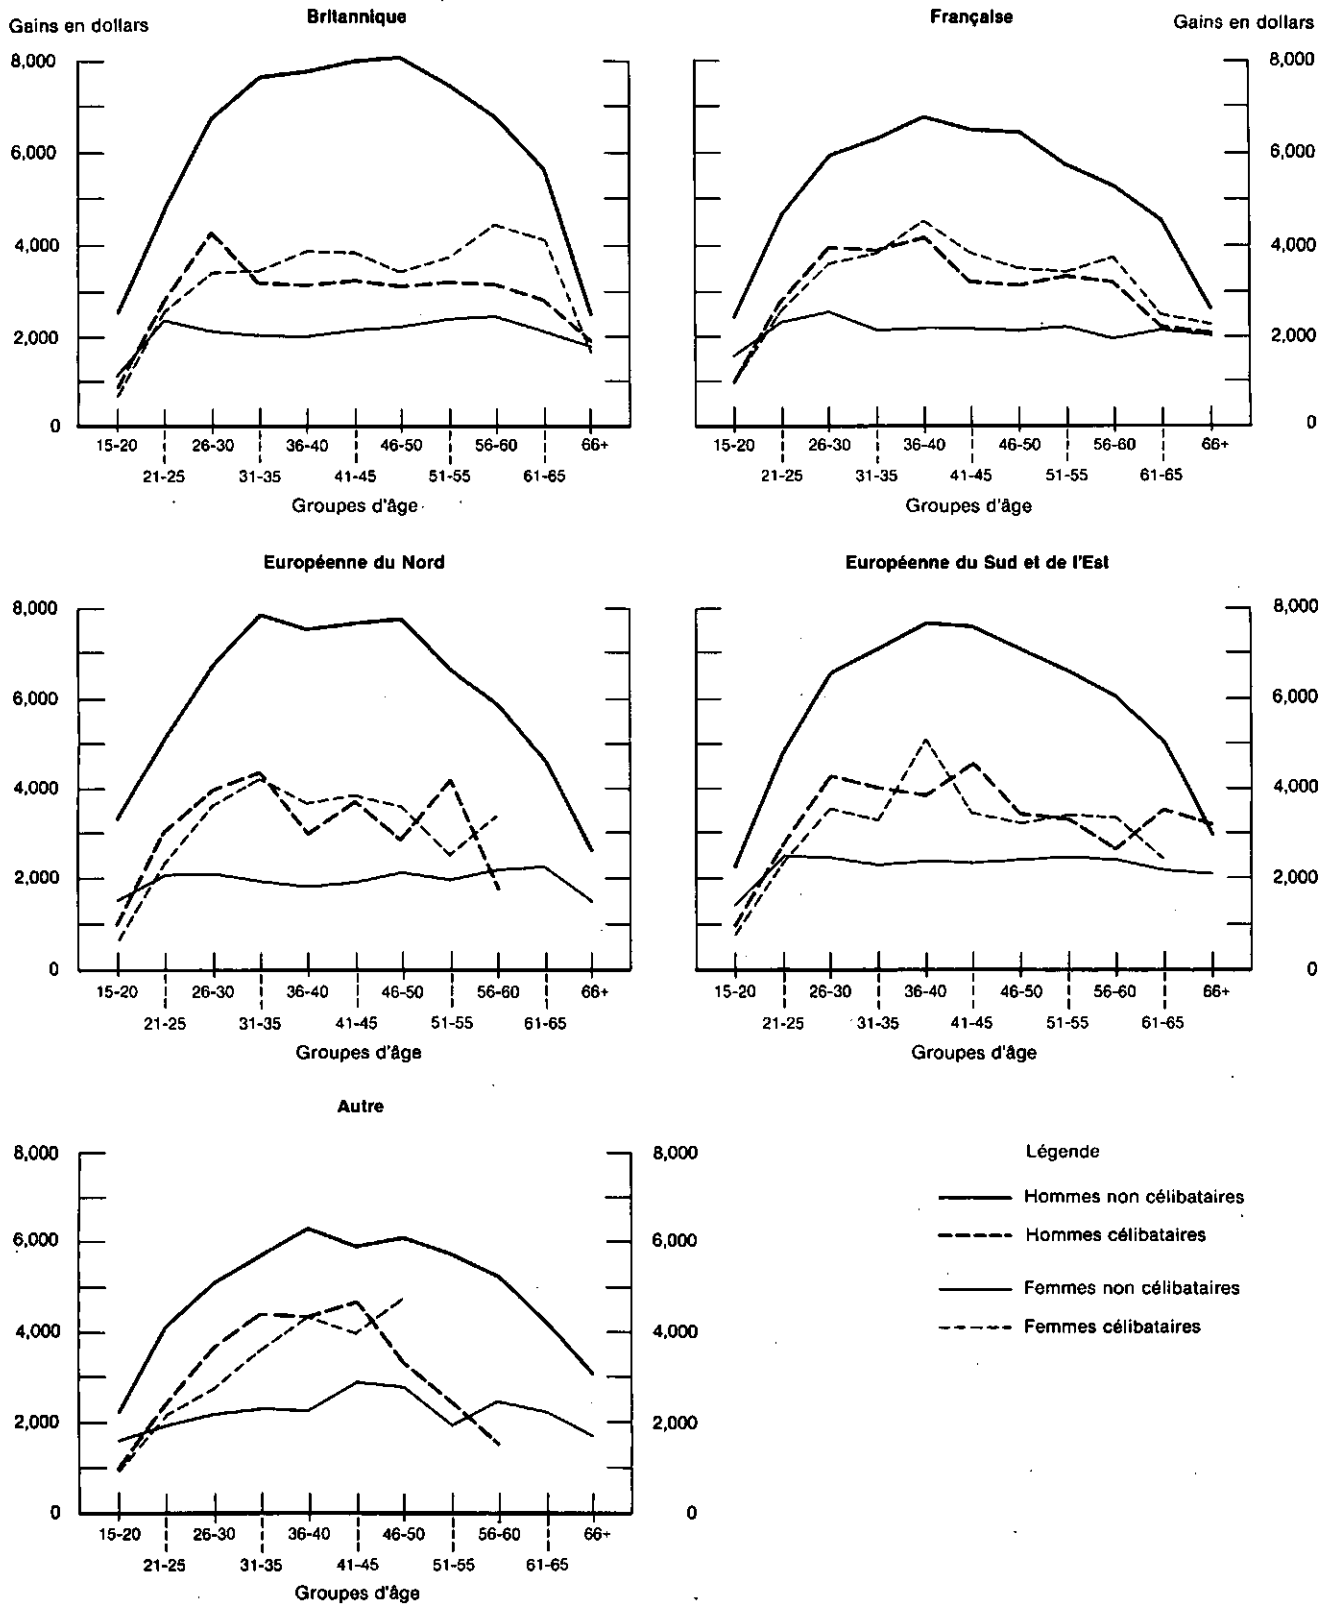 Gains en dollars
Britannique
8,000
6,000
4,000
2,000
0
15-20 26-30 36-40 46-50 56-60 66+
21-25 31-35 41-45 51-55 61-65
Groupes d'âge
Française
Gains en dollars
8,000
6,000
4,000
2,000
0
15-20 26-30 36-40 46-50 56-60 66+
21-25 31-35 41-45 51-55 61-65
Groupes d'âge
Européenne du Nord
8,000
6,000
4,000
2,000
0
15-20 26-30 36-40 46-50 56-60 66+
21-25 31-35 41-45 51-55 61-65
Groupes d'âge
Européenne du Sud et de l'Est
8,000
6,000
4,000
2,000
0
15-20 26-30 36-40 46-50 56-60 66+
21-25 31-35 41-45 51-55 61-65
Groupes d'âge
Autre
8,000 8,000
6,000 6,000
4,000 4,000
2,000 2,000
0 0
15-20 26-30 36-40 46-50 56-60 66+
21-25 31-35 41-45 51-55 61-65
Groupes d'âge
Légende
Hommes non célibataires
Hommes célibataires
Femmes non célibataires
Femmes célibataires